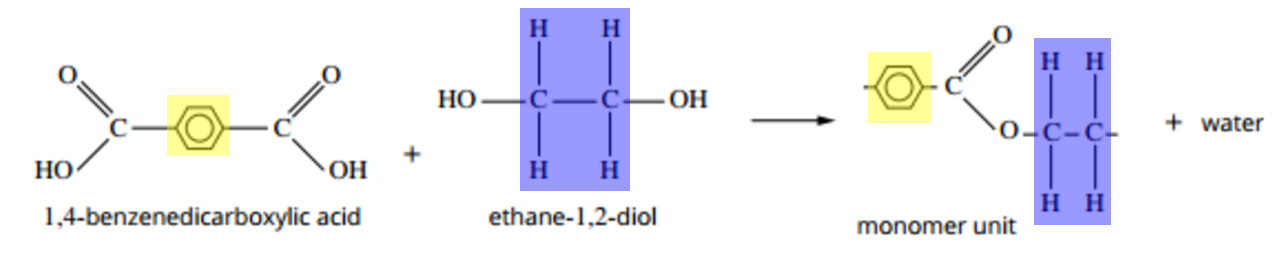 H H H H
O O O
HO C C OH C H H
C C O C C + water
HO OH + H H H H
1,4-benzenedicarboxylic acid ethane-1,2-diol monomer unit